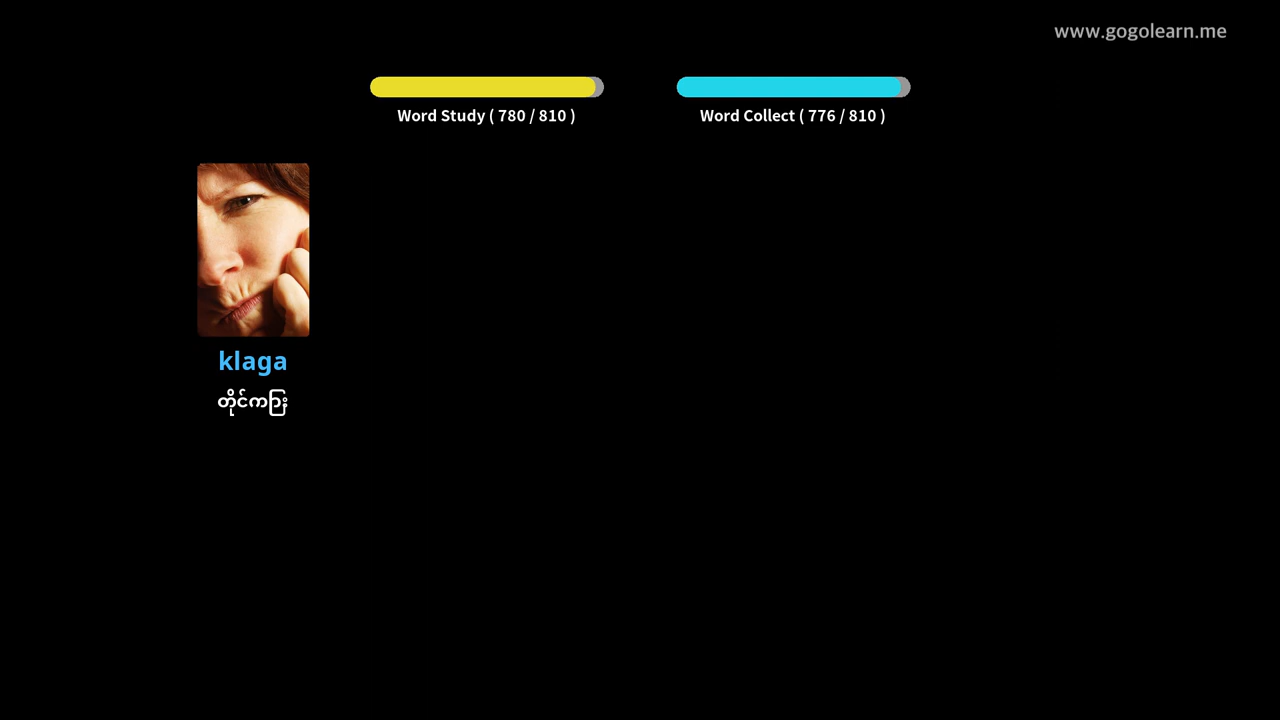 www.gogolearn.me
Word Study ( 780 / 810 )
Word Collect ( 776 / 810 )
klaga
တိုင်ကြား